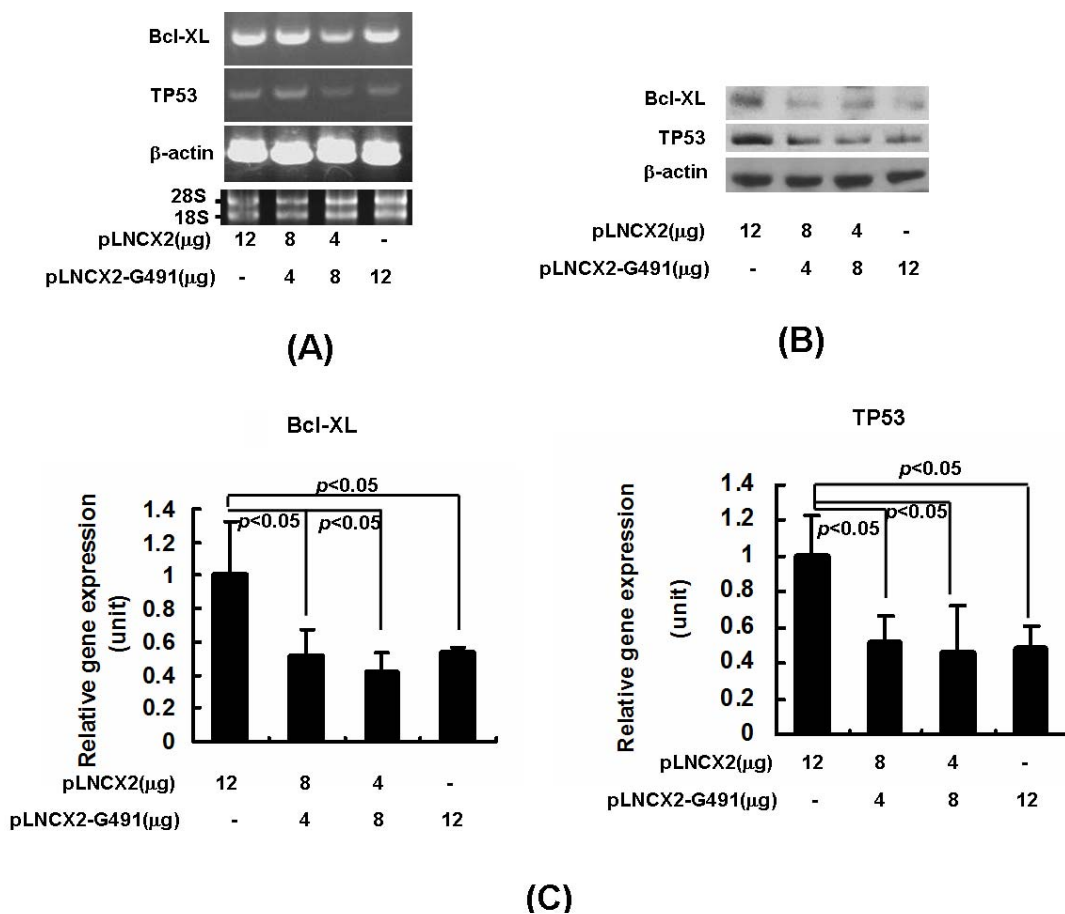 Bcl-XL
TP53
β-actin
28S
18S
pLNCX2(μg) 12 8 4 -
pLNCX2-G491(μg) - 4 8 12
(A)
Bcl-XL
TP53
β-actin
pLNCX2(μg) 12 8 4 -
pLNCX2-G491(μg) - 4 8 12
(B)
Bcl-XL
Relative gene expression
(unit)
1.4
1.2
1
0.8
0.6
0.4
0.2
0
p<0.05
p<0.05 p<0.05
pLNCX2(μg) 12 8 4 -
pLNCX2-G491(μg) - 4 8 12
TP53
Relative gene expression
(unit)
1.4
1.2
1
0.8
0.6
0.4
0.2
0
p<0.05
p<0.05
p<0.05
pLNCX2(μg) 12 8 4 -
pLNCX2-G491(μg) - 4 8 12
(C)